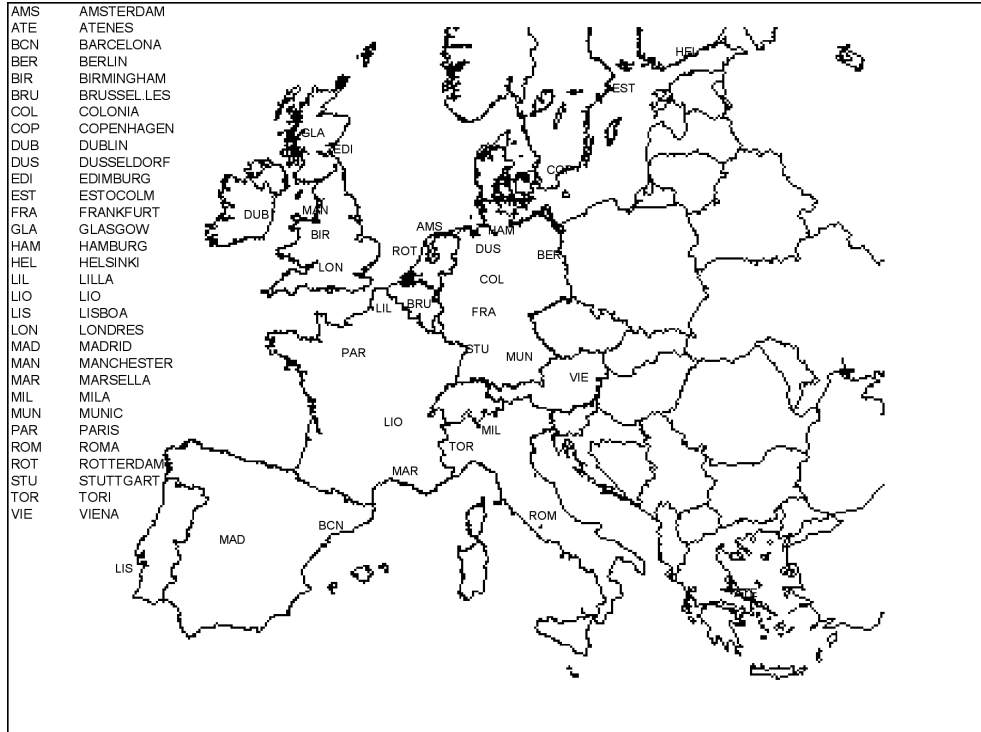 AMS AMSTERDAM
ATE ATENES
BCN BARCELONA
BER BERLIN
BIR BIRMINGHAM
BRU BRUSSEL.LES
COL COLONIA
COP COPENHAGEN
DUB DUBLIN
DUS DUSSELDORF
EDI EDIMBURG
EST ESTOCOLM
FRA FRANKFURT
GLA GLASGOW
HAM HAMBURG
HEL HELSINKI
LIL LILLA
LIO LIO
LIS LISBOA
LON LONDRES
MAD MADRID
MAN MANCHESTER
MAR MARSELLA
MIL MILA
MUN MUNIC
PAR PARIS
ROM ROMA
ROT ROTTERDAM
STU STUTTGART
TOR TORI
VIE VIENA
HEL
EST
GLA
EDI
COP
MAN
DUB
BIR
AMS
HAM
ROT
DUS
BER
LON
COL
BRU
LIL
FRA
PAR
STU
MUN
VIE
LIO
MIL
TOR
MAR
ROM
BCN
MAD
LIS
ATE